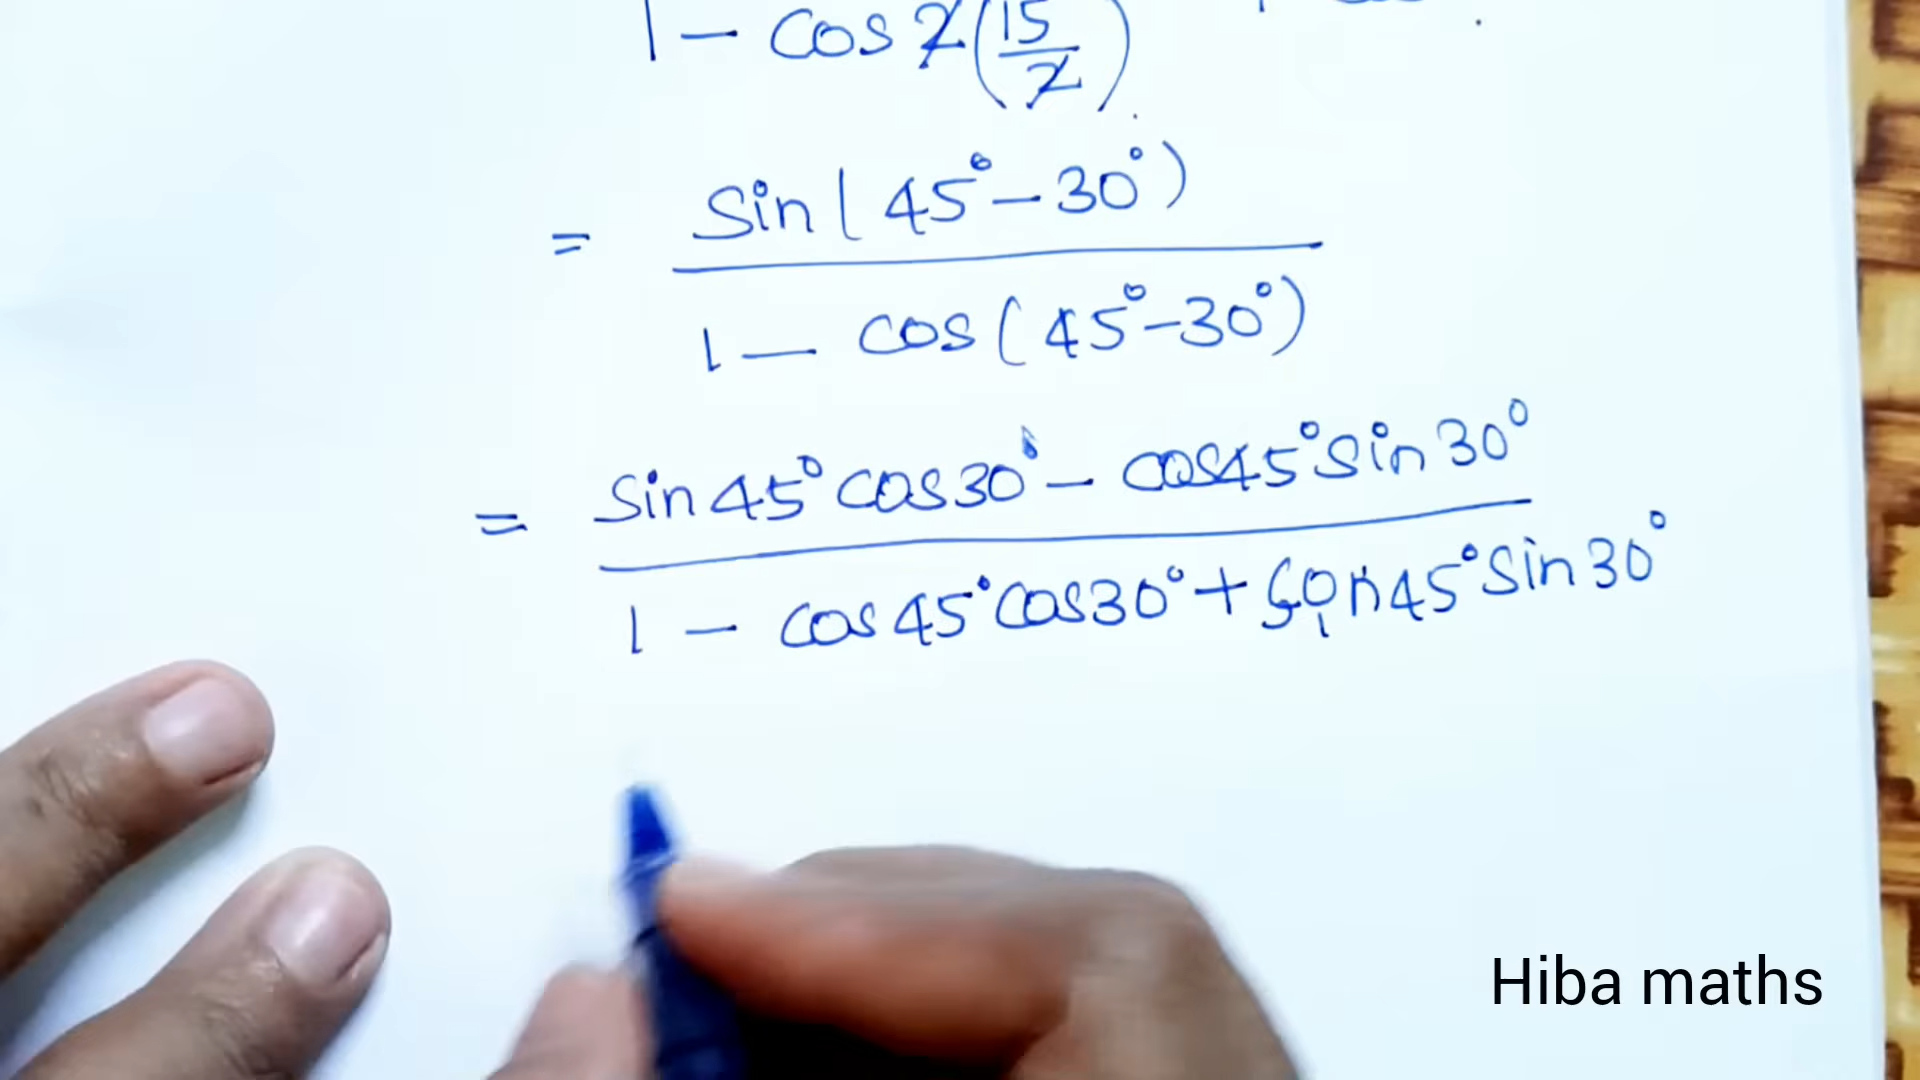 1 - cos 2(15/2)
= sin(45° - 30°)
1 - cos(45° - 30°)
= sin 45° cos 30° - cos 45° sin 30°
1 - cos 45° cos 30° + sin 45° sin 30°
Hiba maths